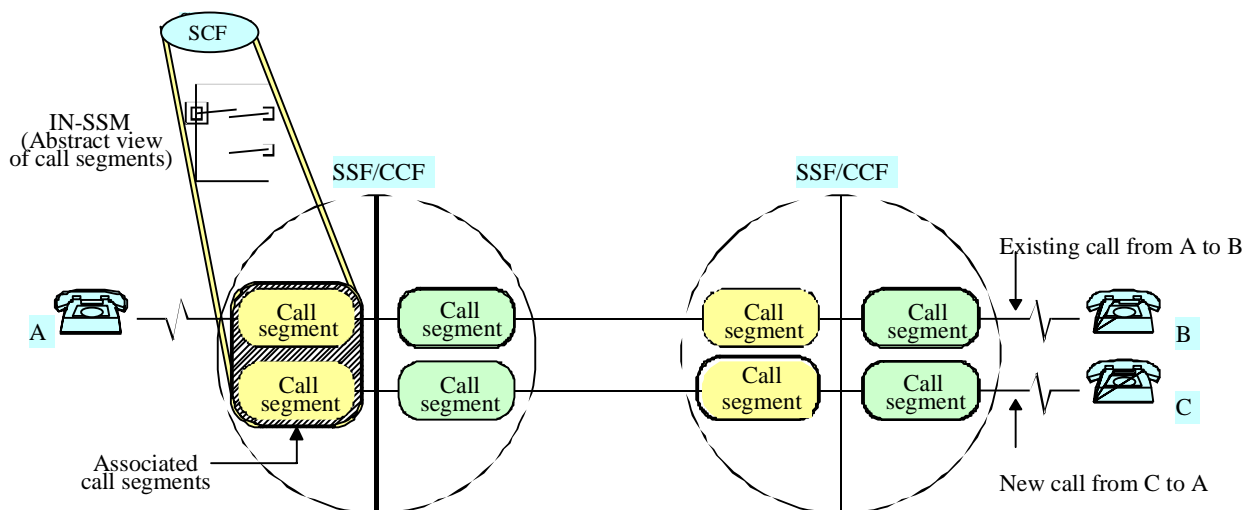 SCF
IN-SSM
(Abstract view
of call segments)
SSF/CCF
SSF/CCF
Existing call from A to B
A
Call
segment
Call
segment
Call
segment
Call
segment
B
Call
segment
Call
segment
Call
segment
Call
segment
C
Associated
call segments
New call from C to A